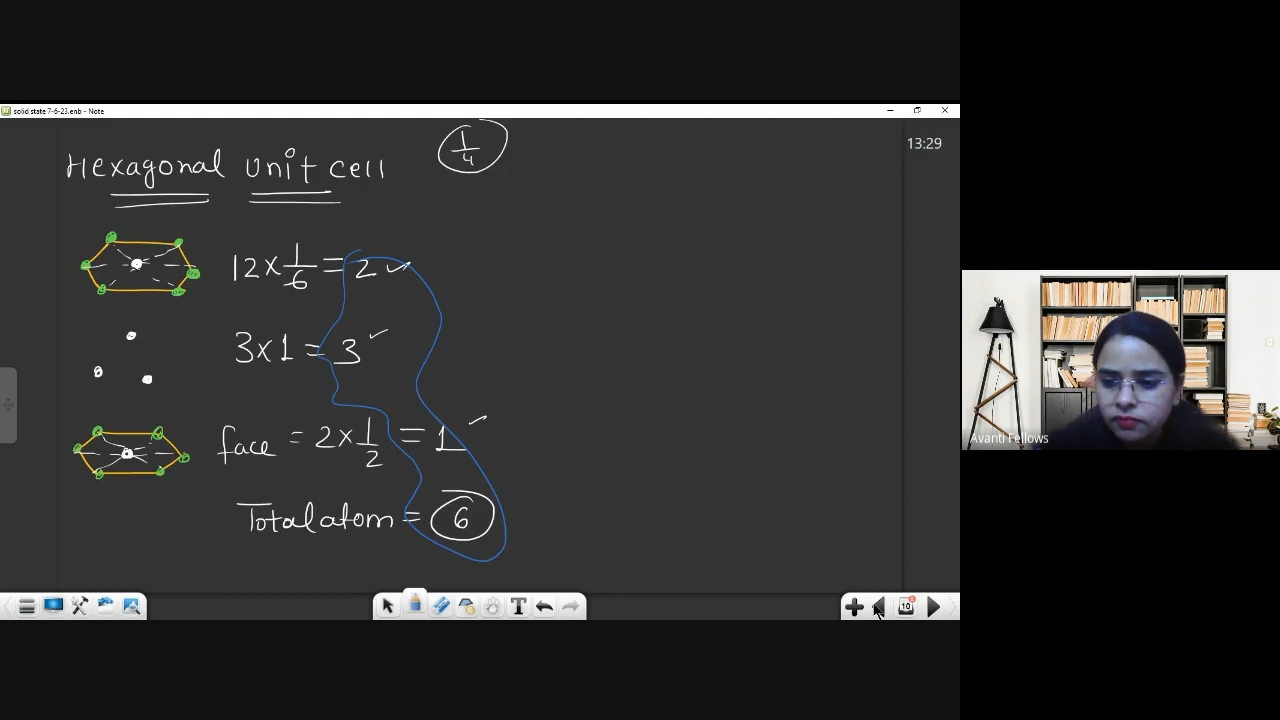 solid state 7-6-23.enb - Note
13:29
Hexagonal unit cell
1/4
12 × 1/6 = 2 ✓
3 × 1 = 3 ✓
face = 2 × 1/2 = 1 ✓
Total atom = 6
Avanti Fellows
T
10